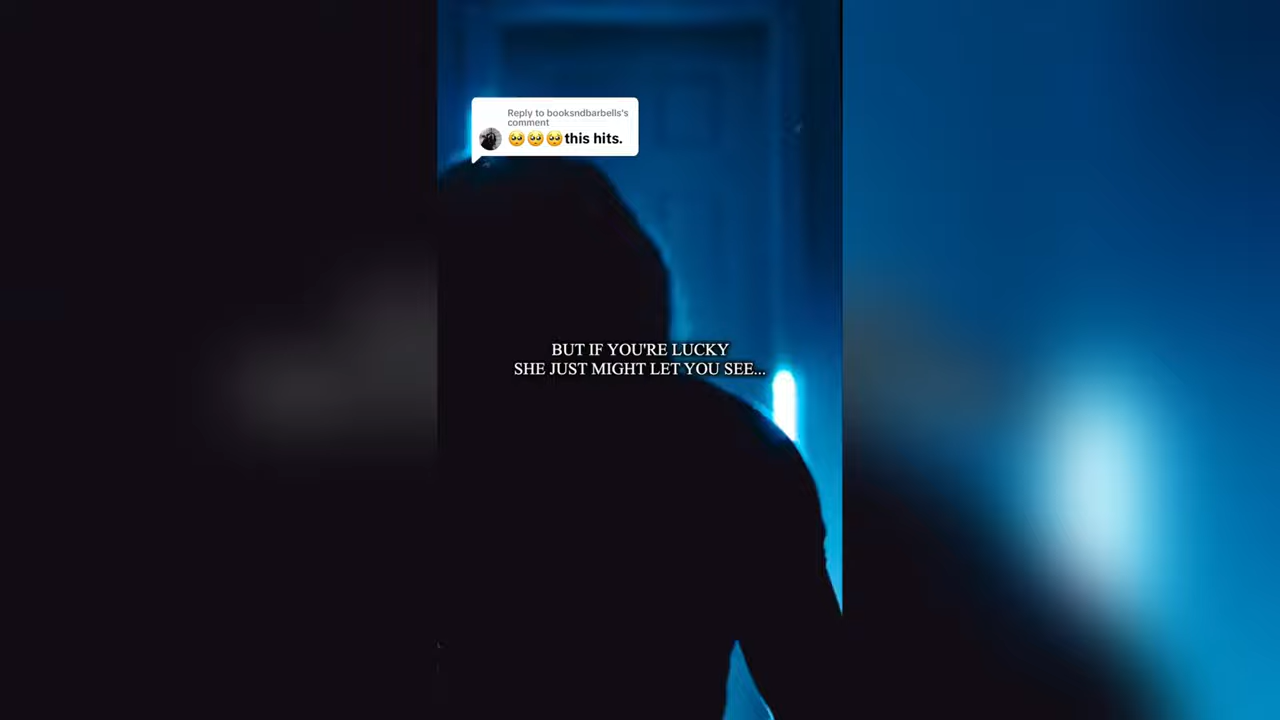 Reply to booksndbarbells's
comment
🥺🥺🥺this hits.
BUT IF YOU'RE LUCKY
SHE JUST MIGHT LET YOU SEE...